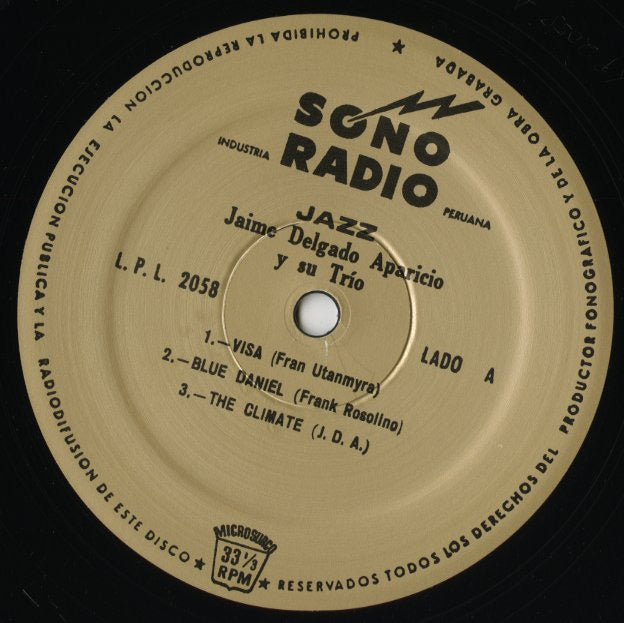 SONO
RADIO
INDUSTRIA
PERUANA
JAZZ
Jaime Delgado Aparicio
y su Trío
L. P. L. 2058
LADO A
1.—VISA (Fran Utanmyra)
2.—BLUE DANIEL (Frank Rosolino)
3.—THE CLIMATE (J. D. A.)
MICROSURCO
33 1/3
RPM
★ RESERVADOS TODOS LOS DERECHOS DEL PRODUCTOR FONOGRAFICO Y DE LA OBRA GRABADA ★ PROHIBIDA LA REPRODUCCION LA EJECUCION PUBLICA Y LA RADIODIFUSION DE ESTE DISCO ★